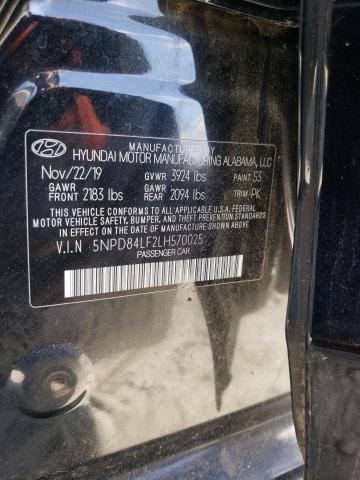 MANUFACTURED BY
HYUNDAI MOTOR MANUFACTURING ALABAMA, LLC
Nov/22/19 GVWR 3924 lbs PAINT S3
GAWR FRONT 2183 lbs GAWR REAR 2094 lbs TRIM PK
THIS VEHICLE CONFORMS TO ALL APPLICABLE U.S.A. FEDERAL
MOTOR VEHICLE SAFETY, BUMPER, AND THEFT PREVENTION STANDARDS
IN EFFECT ON THE DATE OF MANUFACTURE SHOWN ABOVE.
V.I.N 5NPD84LF2LH570025
PASSENGER CAR